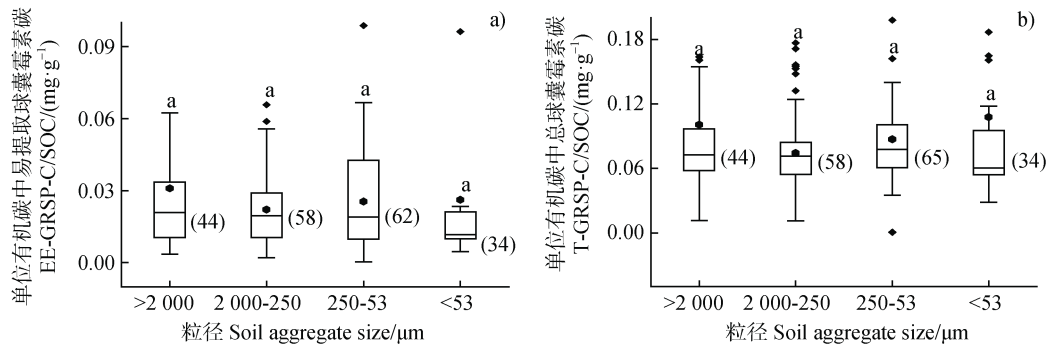 a)
单位有机碳中易提取球囊霉素碳
EE-GRSP-C/SOC/(mg·g⁻¹)
0.09
0.06
0.03
0.00
a
a
a
a
(44)
(58)
(62)
(34)
>2 000
2 000-250
250-53
<53
粒径 Soil aggregate size/μm
b)
单位有机碳中总球囊霉素碳
T-GRSP-C/SOC/(mg·g⁻¹)
0.18
0.12
0.06
0.00
a
a
a
a
(44)
(58)
(65)
(34)
>2 000
2 000-250
250-53
<53
粒径 Soil aggregate size/μm